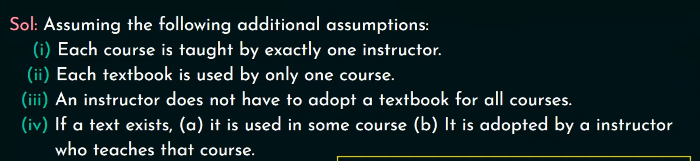 Sol: Assuming the following additional assumptions:
(i) Each course is taught by exactly one instructor.
(ii) Each textbook is used by only one course.
(iii) An instructor does not have to adopt a textbook for all courses.
(iv) If a text exists, (a) it is used in some course (b) It is adopted by a instructor
who teaches that course.